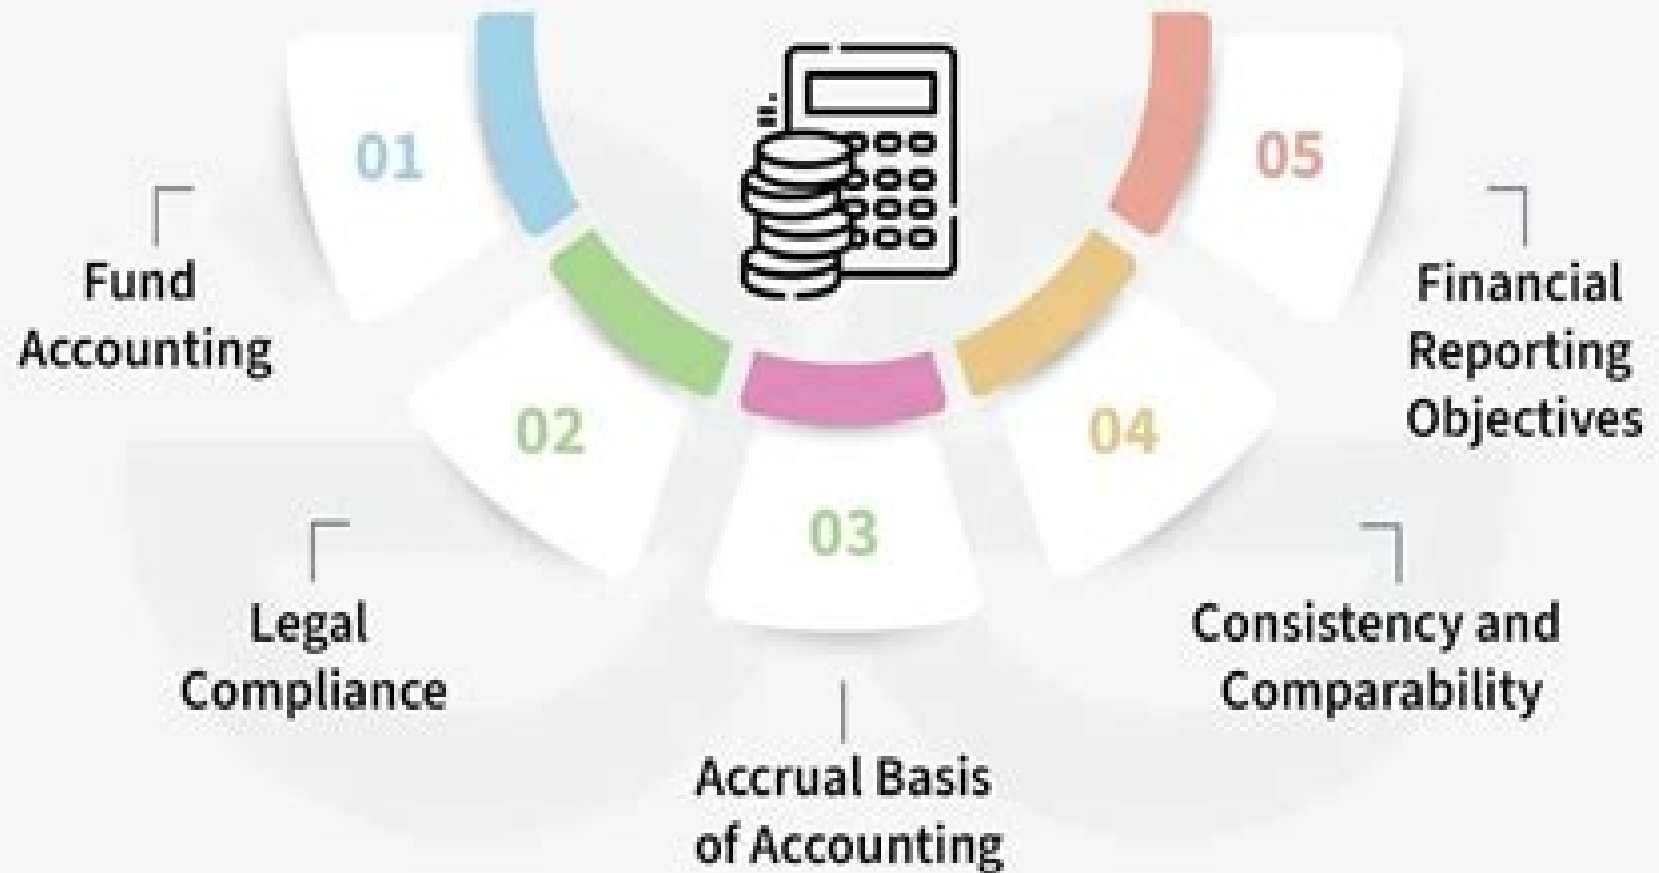 01
Fund
Accounting
02
Legal
Compliance
03
Accrual Basis
of Accounting
04
Consistency and
Comparability
05
Financial
Reporting
Objectives